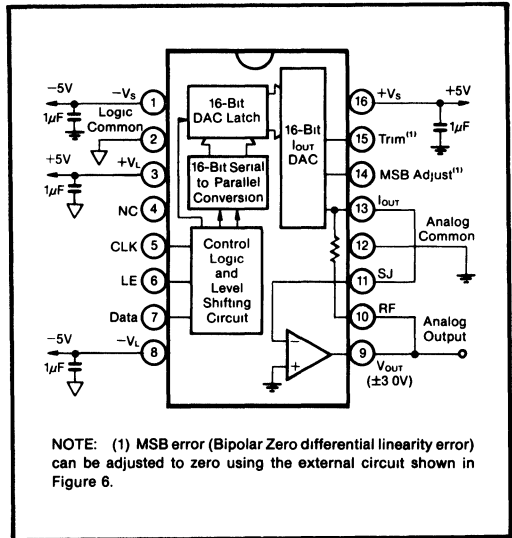 −5V
−Vs
1
1μF
Logic
Common
2
+5V
+VL
3
1μF
NC
4
CLK
5
LE
6
Data
7
−5V
−VL
8
1μF
16-Bit
DAC Latch
16-Bit Serial
to Parallel
Conversion
Control
Logic
and
Level
Shifting
Circuit
16-Bit
IOUT
DAC
−
+
16
+Vs
+5V
1μF
15
Trim(1)
14
MSB Adjust(1)
13
IOUT
Analog
Common
12
11
SJ
10
RF
Analog
Output
9
VOUT
(±3 0V)
NOTE: (1) MSB error (Bipolar Zero differential linearity error)
can be adjusted to zero using the external circuit shown in
Figure 6.